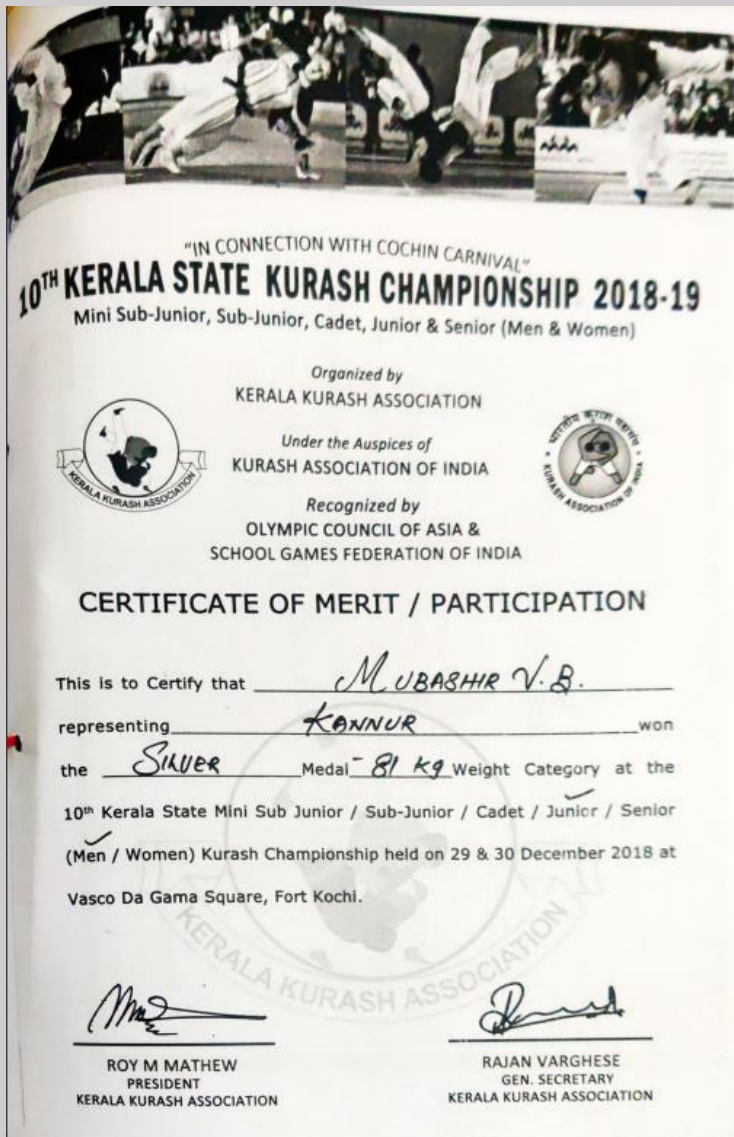 "IN CONNECTION WITH COCHIN CARNIVAL"
10TH KERALA STATE KURASH CHAMPIONSHIP 2018-19
Mini Sub-Junior, Sub-Junior, Cadet, Junior & Senior (Men & Women)
Organized by
KERALA KURASH ASSOCIATION
Under the Auspices of
KURASH ASSOCIATION OF INDIA
Recognized by
OLYMPIC COUNCIL OF ASIA &
SCHOOL GAMES FEDERATION OF INDIA
KERALA KURASH ASSOCIATION
भारतीय कुराश महासंघ
KURASH ASSOCIATION OF INDIA
CERTIFICATE OF MERIT / PARTICIPATION
This is to Certify that MUBASHIR V.B.
representing KANNUR won
the SILVER Medal - 81 Kg Weight Category at the
10th Kerala State Mini Sub Junior / Sub-Junior / Cadet / Junior / Senior
(Men / Women) Kurash Championship held on 29 & 30 December 2018 at
Vasco Da Gama Square, Fort Kochi.
KERALA KURASH ASSOCIATION
ROY M MATHEW
PRESIDENT
KERALA KURASH ASSOCIATION
RAJAN VARGHESE
GEN. SECRETARY
KERALA KURASH ASSOCIATION